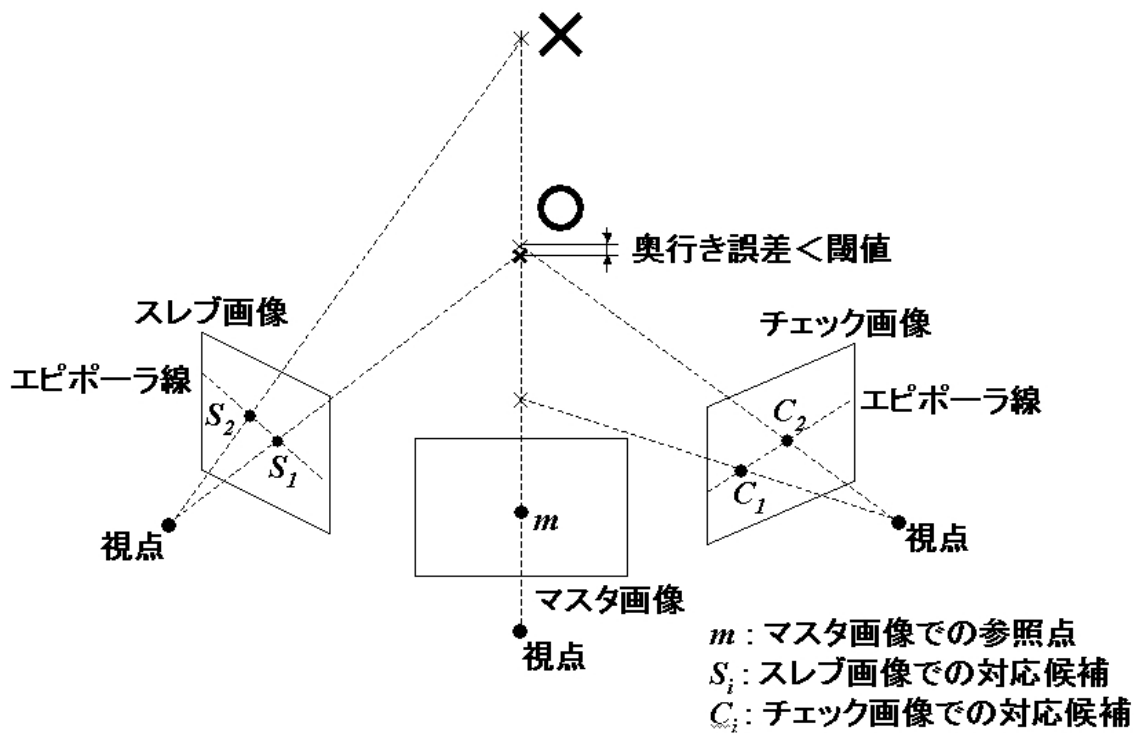 奥行き誤差<閾値
スレブ画像
チェック画像
エピポーラ線
エピポーラ線
S2
C2
S1
C1
m
視点
視点
マスタ画像
視点
m : マスタ画像での参照点
Si : スレブ画像での対応候補
Ci : チェック画像での対応候補